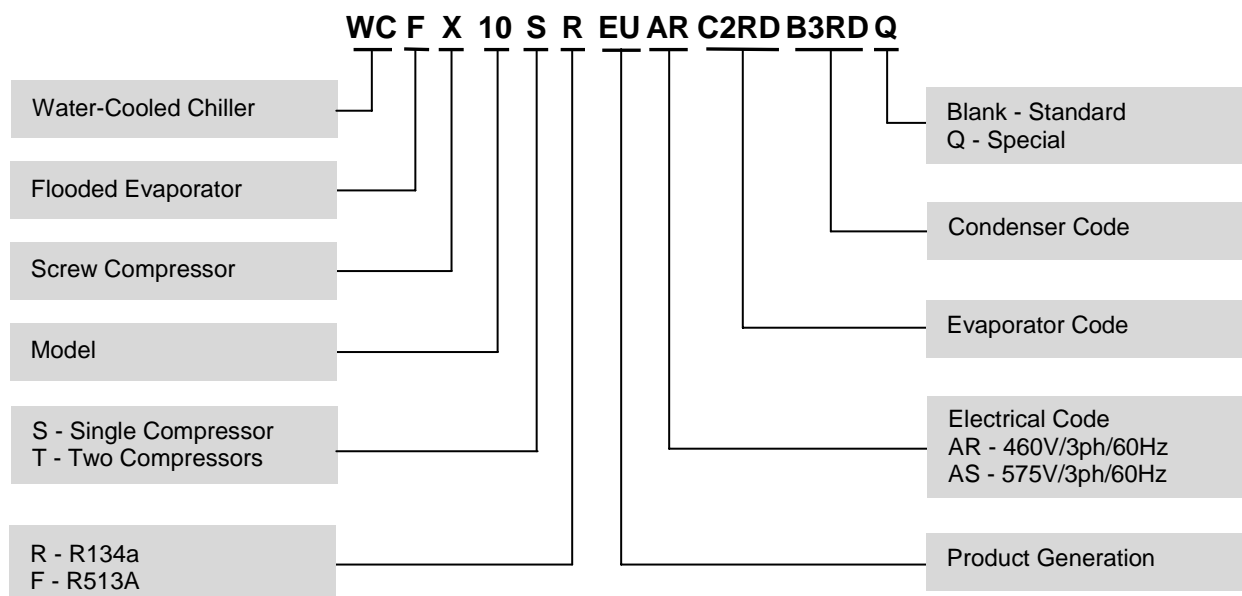 WC F X 10 S R EU AR C2RD B3RD Q
Water-Cooled Chiller
Flooded Evaporator
Screw Compressor
Model
S - Single Compressor
T - Two Compressors
R - R134a
F - R513A
Blank - Standard
Q - Special
Condenser Code
Evaporator Code
Electrical Code
AR - 460V/3ph/60Hz
AS - 575V/3ph/60Hz
Product Generation